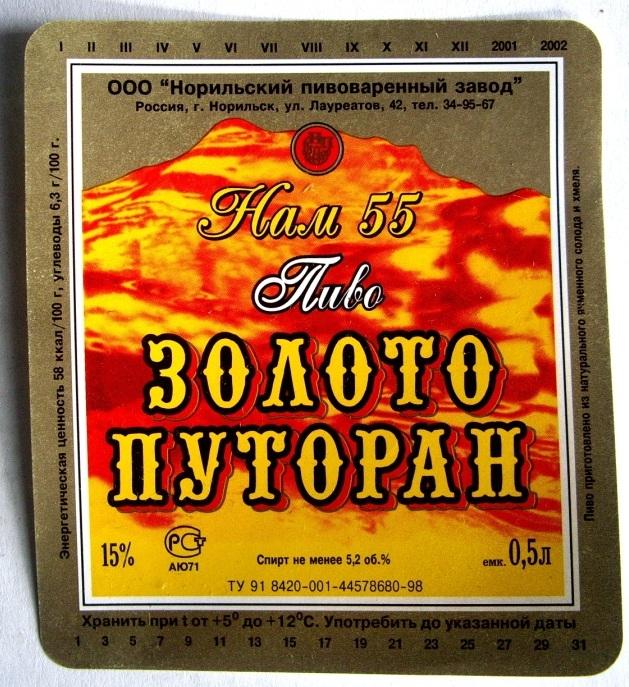 I II III IV V VI VII VIII IX X XI XII 2001 2002
ООО “Норильский пивоваренный завод”
Россия, г. Норильск, ул. Лауреатов, 42, тел. 34-95-67
Нам 55
Пиво
ЗОЛОТО
ПУТОРАН
15%
РСТ
АЮ71
Спирт не менее 5,2 об.%
емк. 0,5л
ТУ 91 8420-001-44578680-98
Хранить при t от +5⁰ до +12⁰С. Употребить до указанной даты
1 3 5 7 9 11 13 15 17 19 21 23 25 27 29 31
Энергетическая ценность 58 ккал/100 г, углеводы 6,3 г/100 г.
Пиво приготовлено из натурального ячменного солода и хмеля.